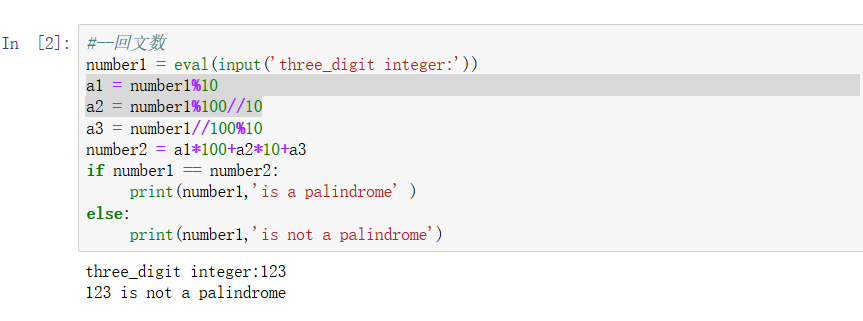 In [2]: #--回文数
number1 = eval(input('three_digit integer:'))
a1 = number1%10
a2 = number1%100//10
a3 = number1//100%10
number2 = a1*100+a2*10+a3
if number1 == number2:
    print(number1,'is a palindrome' )
else:
    print(number1,'is not a palindrome')
three_digit integer:123
123 is not a palindrome